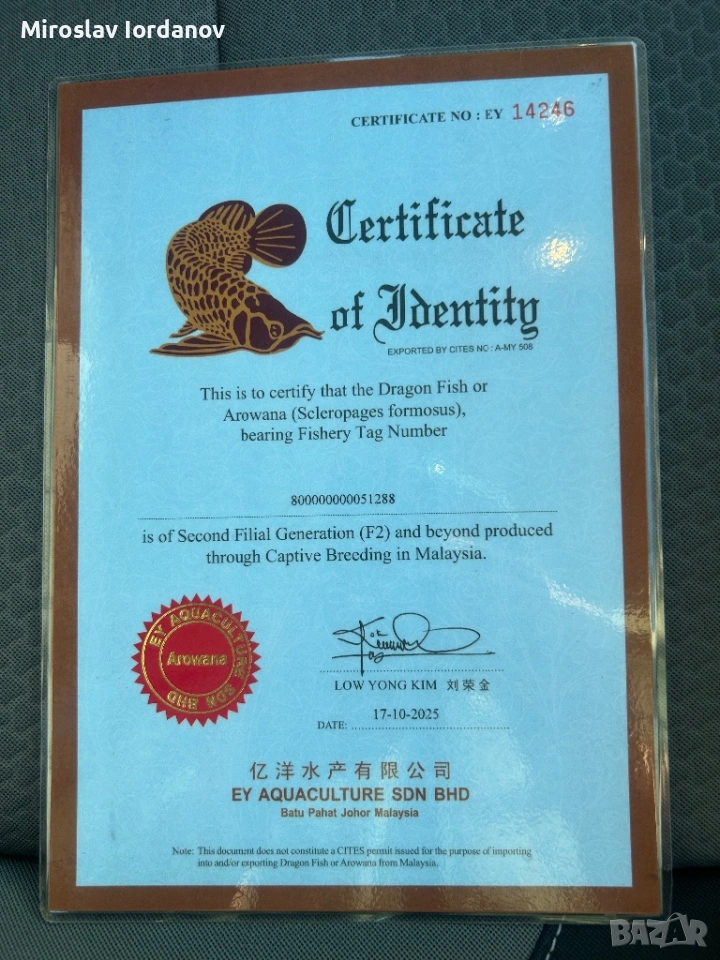 Miroslav Iordanov
CERTIFICATE NO : EY 14246
Certificate
of Identity
EXPORTED BY CITES NO : A-MY 508
This is to certify that the Dragon Fish or
Arowana (Scleropages formosus),
bearing Fishery Tag Number
800000000051288
is of Second Filial Generation (F2) and beyond produced
through Captive Breeding in Malaysia.
EY AQUACULTURE SDN BHD
Arowana
LOW YONG KIM 刘荣金
17-10-2025
DATE:
亿洋水产有限公司
EY AQUACULTURE SDN BHD
Batu Pahat Johor Malaysia
Note: This document does not constitute a CITES permit issued for the purpose of importing
into and/or exporting Dragon Fish or Arowana from Malaysia.
BAZAR